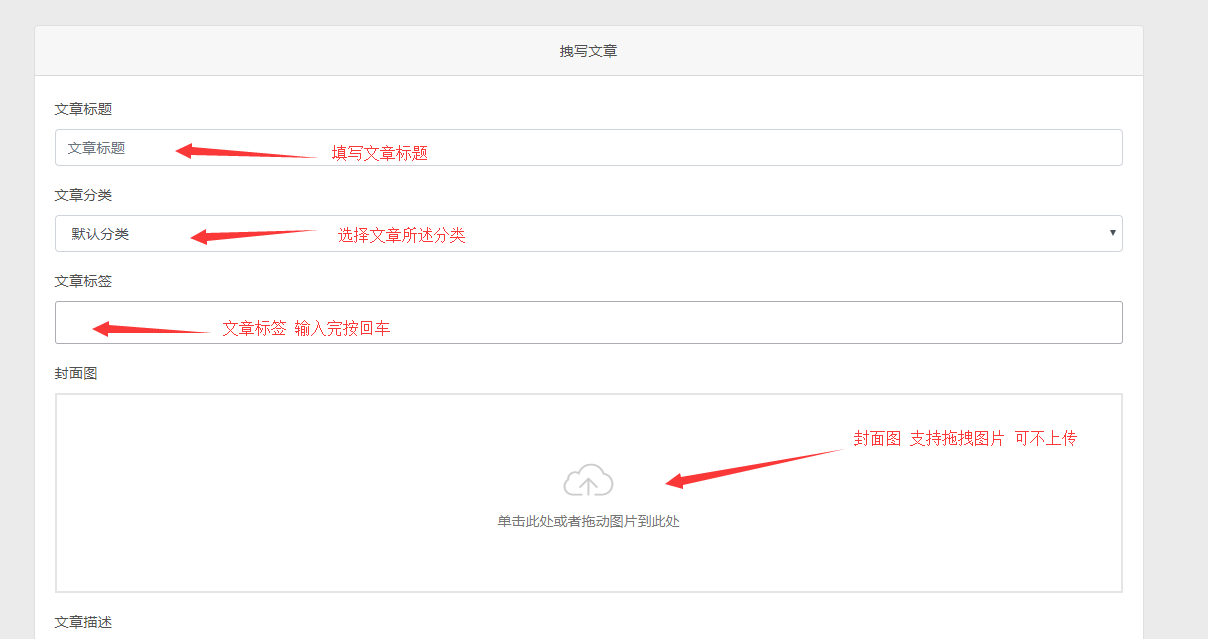 拽写文章
文章标题
文章标题 填写文章标题
文章分类
默认分类 选择文章所述分类
文章标签
文章标签 输入完按回车
封面图
封面图 支持拖拽图片 可不上传
单击此处或者拖动图片到此处
文章描述